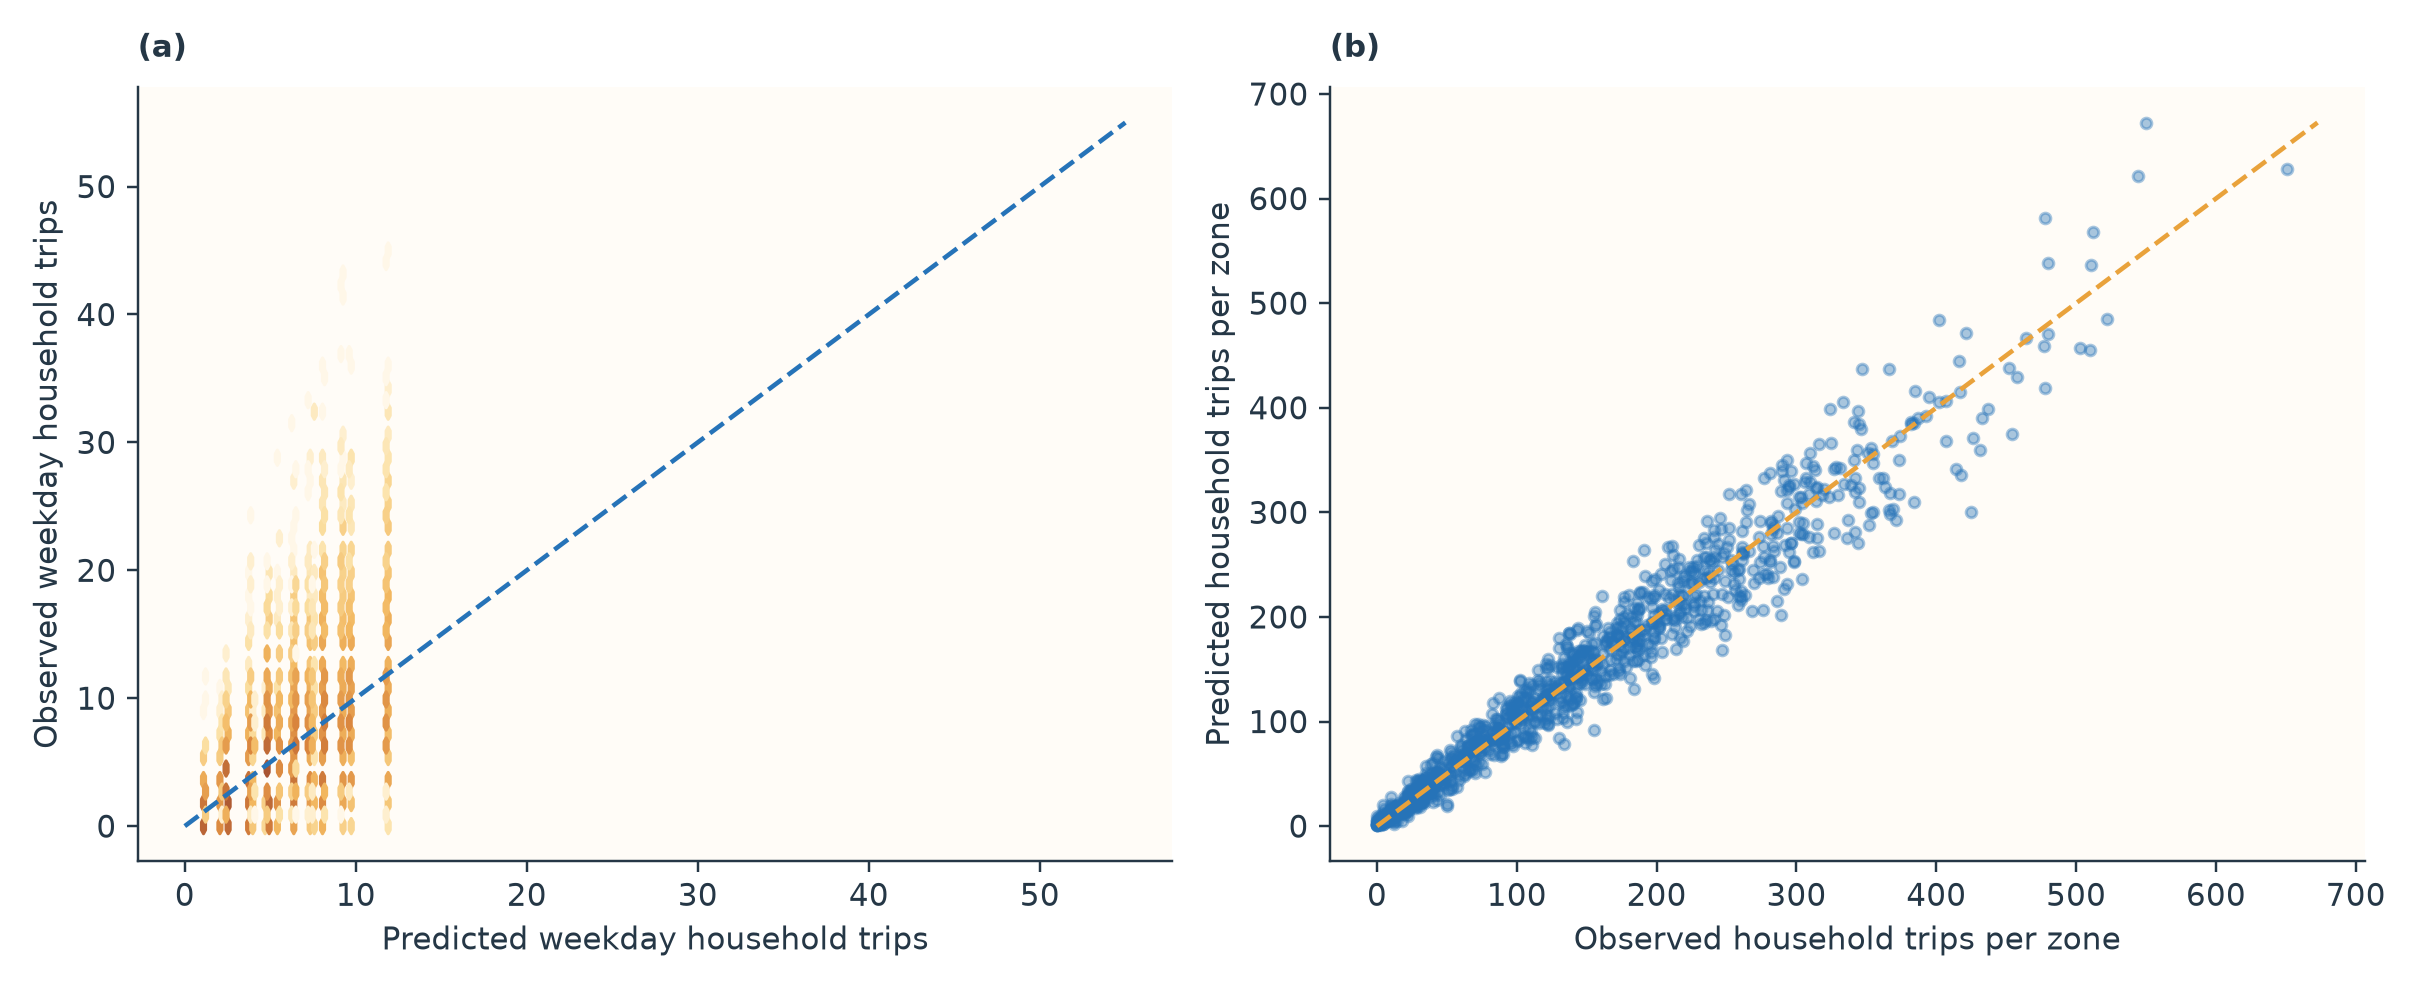 (a)
50
40
30
20
10
0
Observed weekday household trips
0 10 20 30 40 50
Predicted weekday household trips
(b)
700
600
500
400
300
200
100
0
Predicted household trips per zone
0 100 200 300 400 500 600 700
Observed household trips per zone